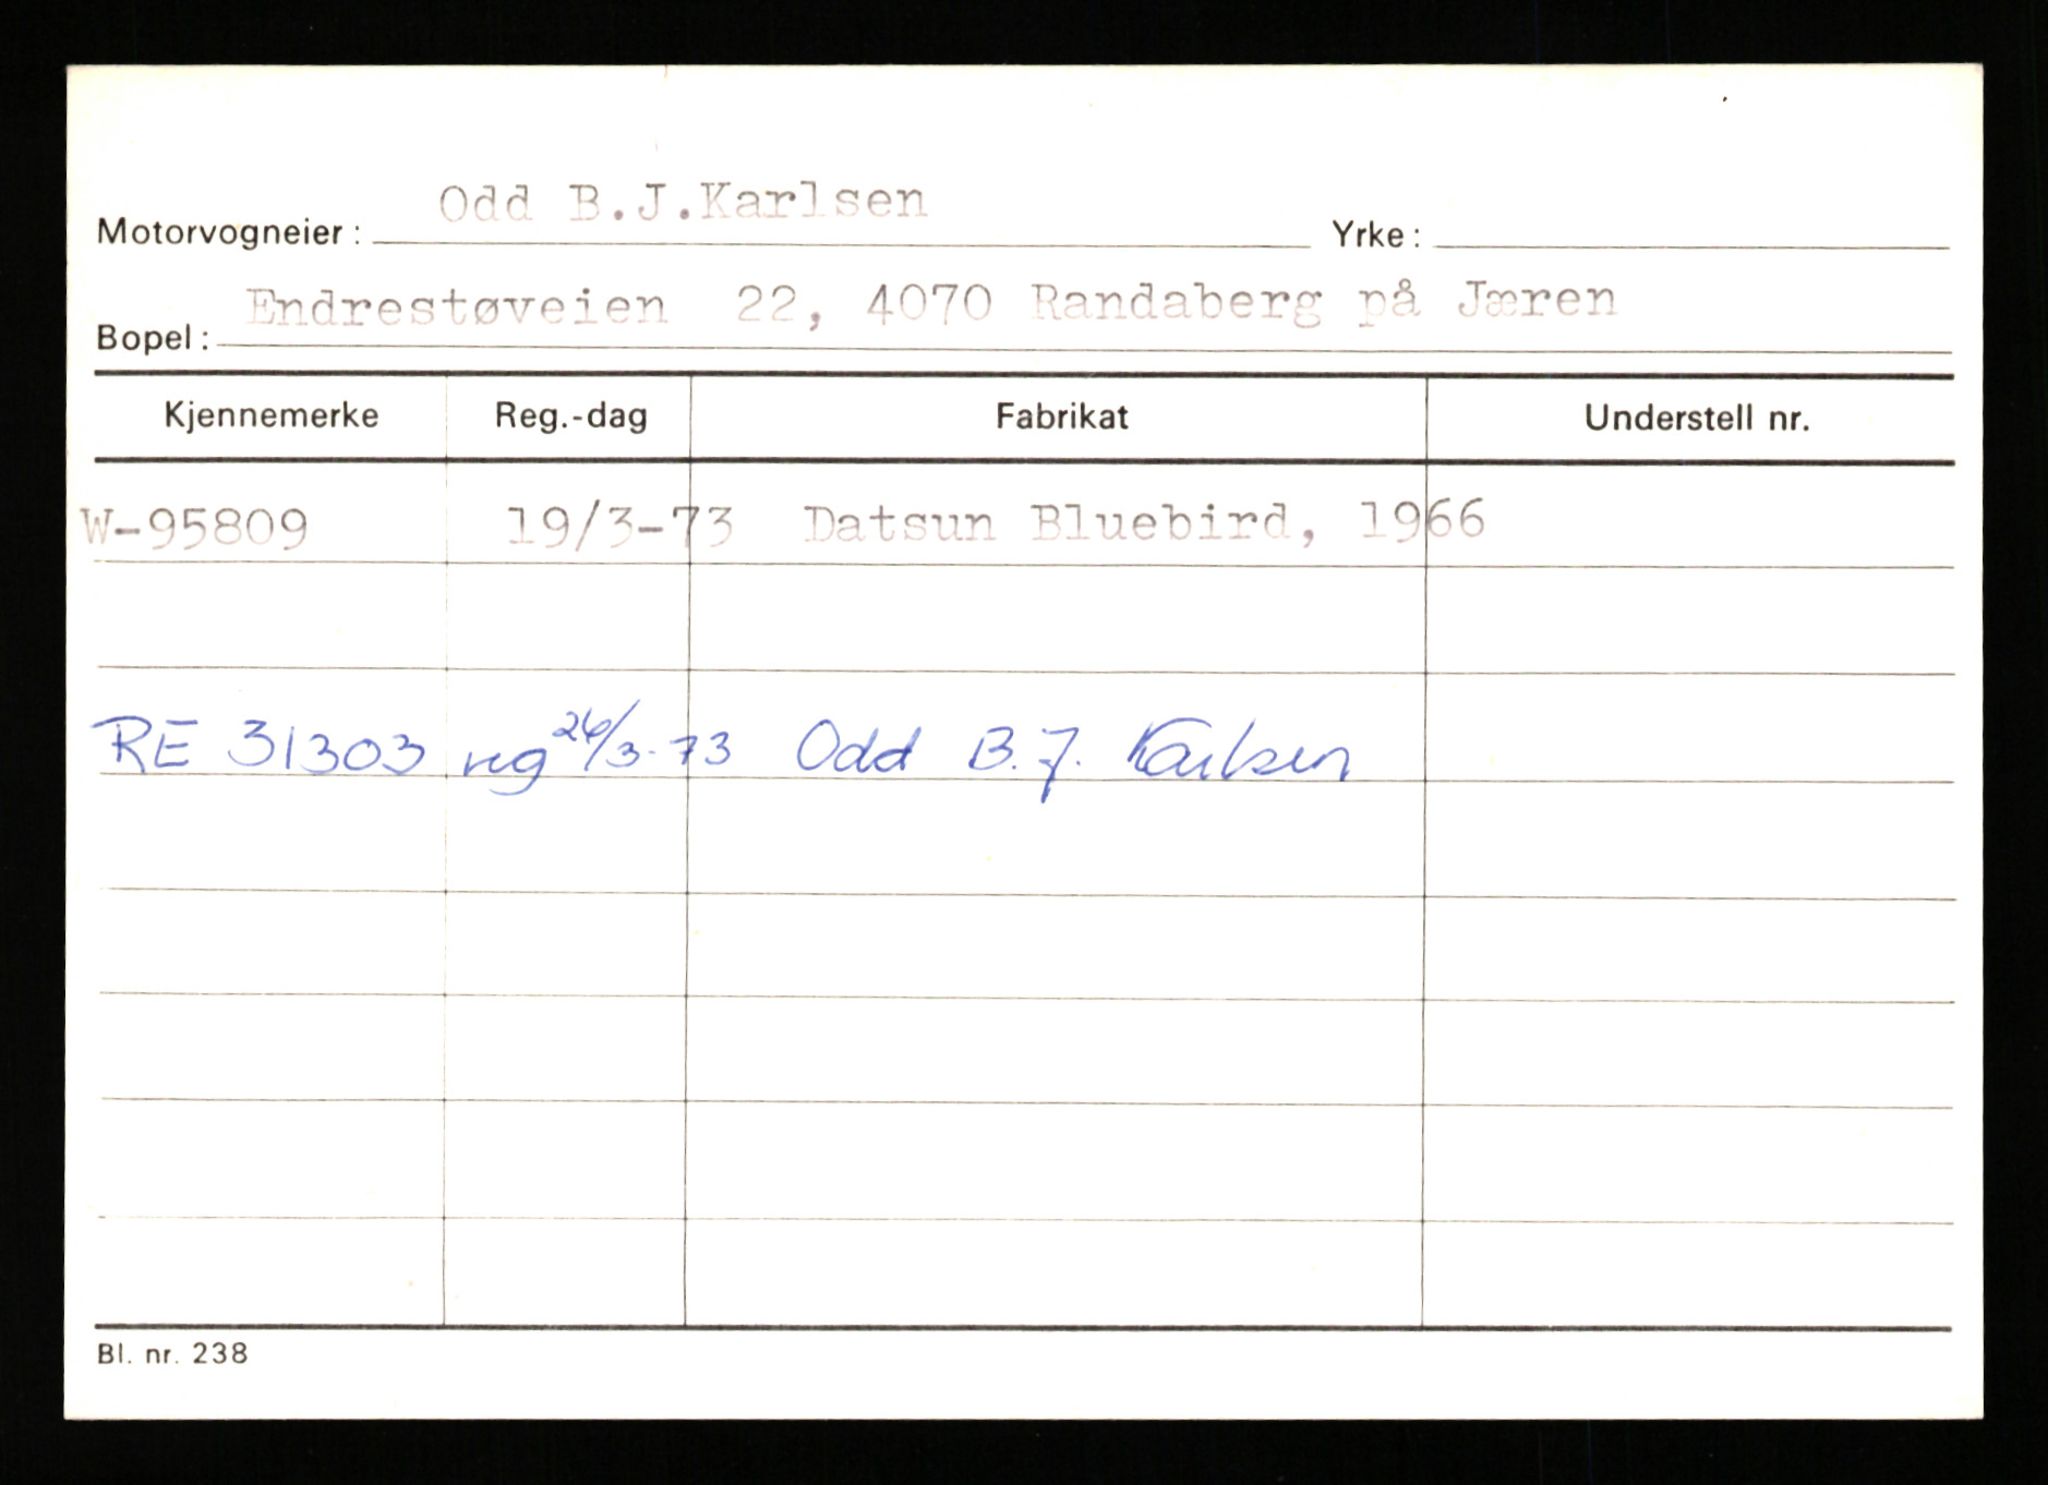 Motorvogneier: Odd B.J.Karlsen Yrke:
Bopel: Endrestøveien 22, 4070 Randaberg på Jæren
Kjennemerke Reg.-dag Fabrikat Understell nr.
W-95809 19/3-73 Datsun Bluebird, 1966
RE 31303 reg 26/3-73 Odd B.J. Karlsen
Bl. nr. 238